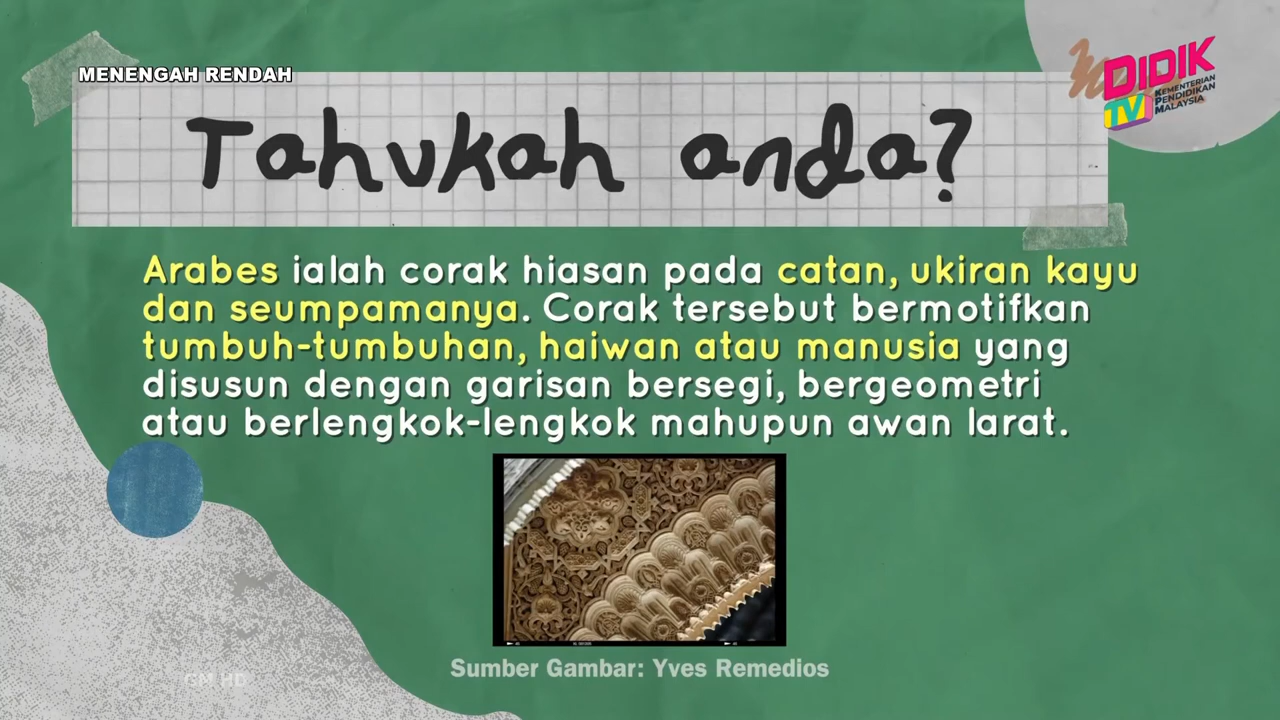 MENENGAH RENDAH
DIDIK
TV
KEMENTERIAN
PENDIDIKAN
MALAYSIA
Tahukah anda?
Arabes ialah corak hiasan pada catan, ukiran kayu
dan seumpamanya. Corak tersebut bermotifkan
tumbuh-tumbuhan, haiwan atau manusia yang
disusun dengan garisan bersegi, bergeometri
atau berlengkok-lengkok mahupun awan larat.
Sumber Gambar: Yves Remedios
CM HD